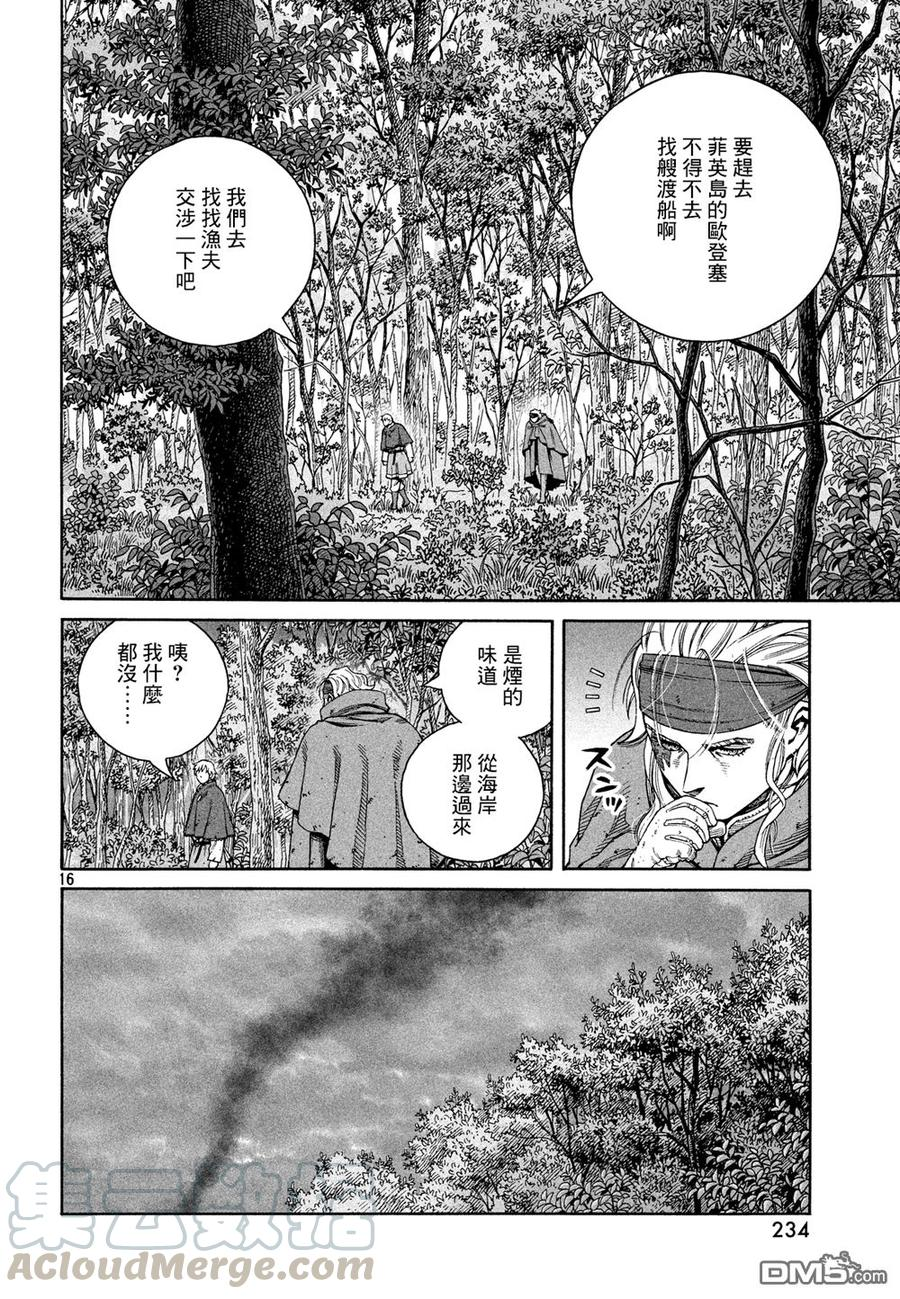 要趕去
菲英島的歐登塞
不得不去
找艘渡船啊
我們去
找找漁夫
交涉一下吧
スンッ
是煙的
味道
從海岸
那邊過來
咦?
我什麼
都沒……
16
234
集云数据
ACloudMerge.com
DM5.com